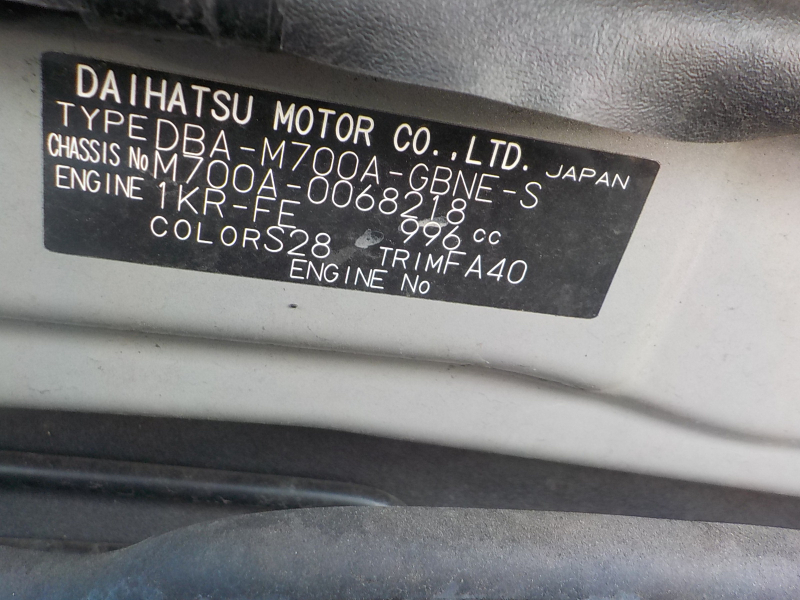 DAIHATSU MOTOR CO.,LTD. JAPAN
TYPE DBA-M700A-GBNE-S
CHASSIS No M700A-0068218
ENGINE 1KR-FE 996 cc
COLOR S28 TRIM FA40
ENGINE No